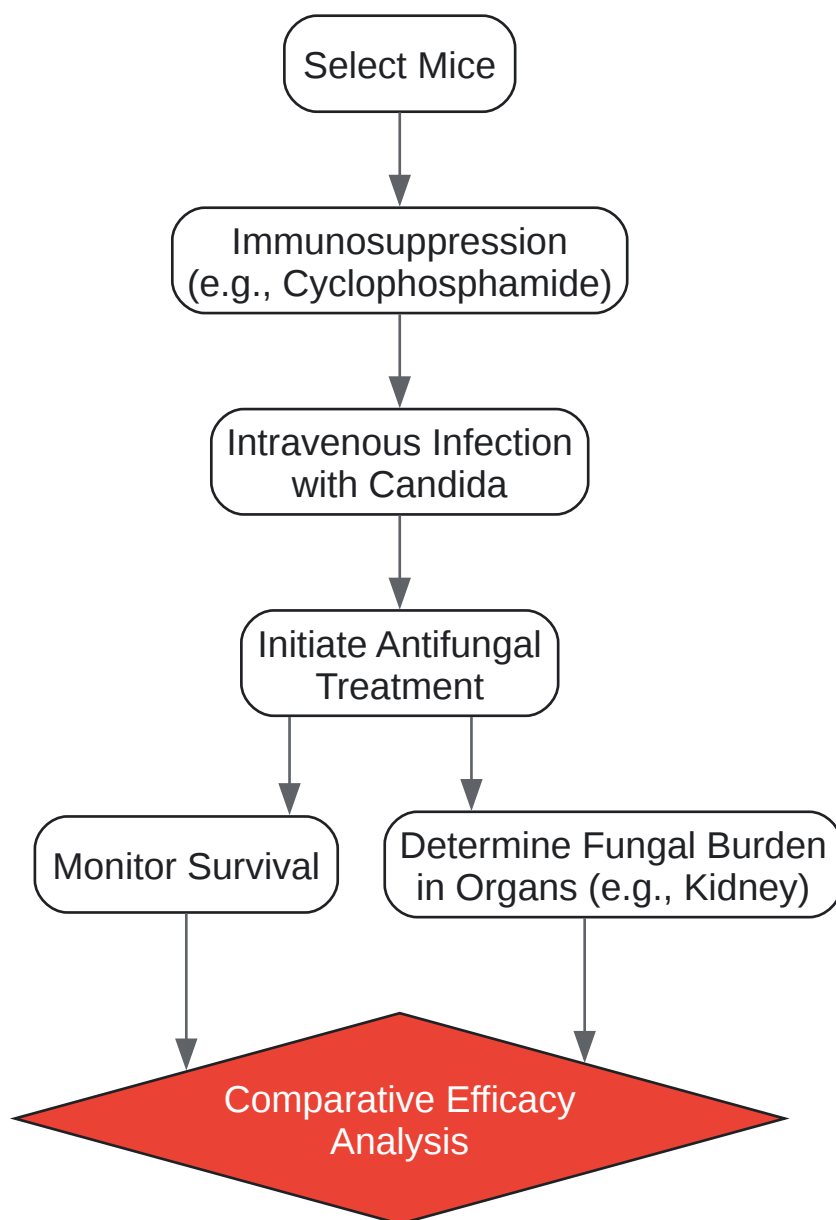 Select Mice
Immunosuppression
(e.g., Cyclophosphamide)
Intravenous Infection
with Candida
Initiate Antifungal
Treatment
Monitor Survival
Determine Fungal Burden
in Organs (e.g., Kidney)
Comparative Efficacy
Analysis